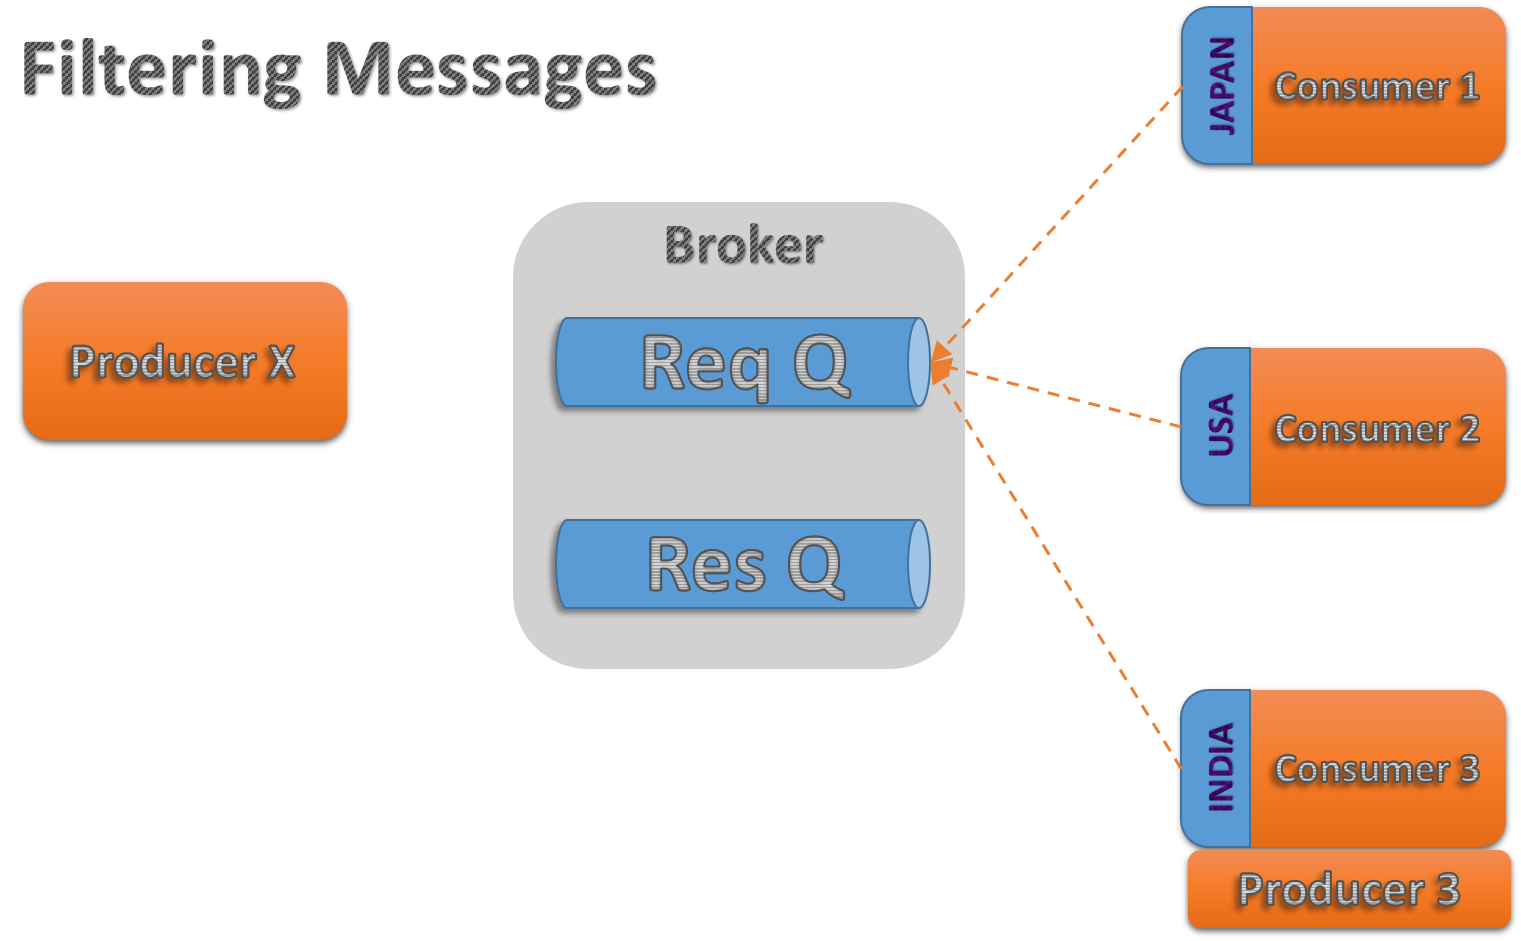 Filtering Messages
JAPAN
Consumer 1
Broker
Producer X
Req Q
USA
Consumer 2
Res Q
INDIA
Consumer 3
Producer 3